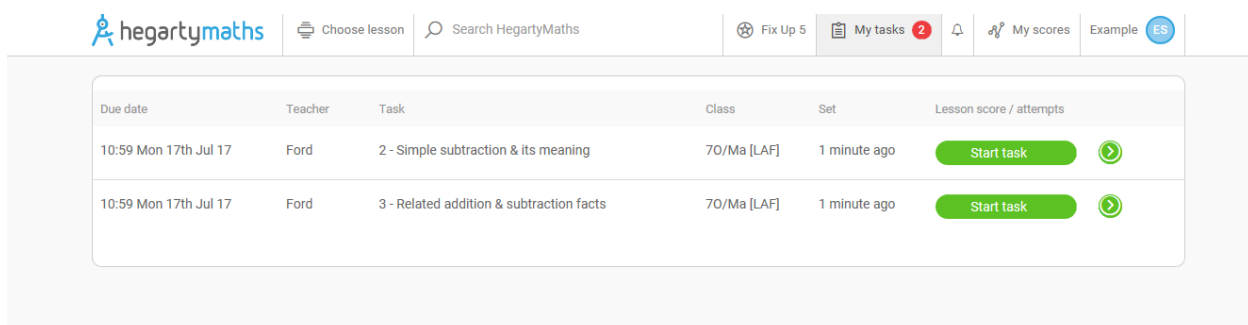 hegartymaths Choose lesson Search HegartyMaths Fix Up 5 My tasks 2 My scores Example ES
Due date Teacher Task Class Set Lesson score / attempts
10:59 Mon 17th Jul 17 Ford 2 - Simple subtraction & its meaning 7O/Ma [LAF] 1 minute ago Start task
10:59 Mon 17th Jul 17 Ford 3 - Related addition & subtraction facts 7O/Ma [LAF] 1 minute ago Start task